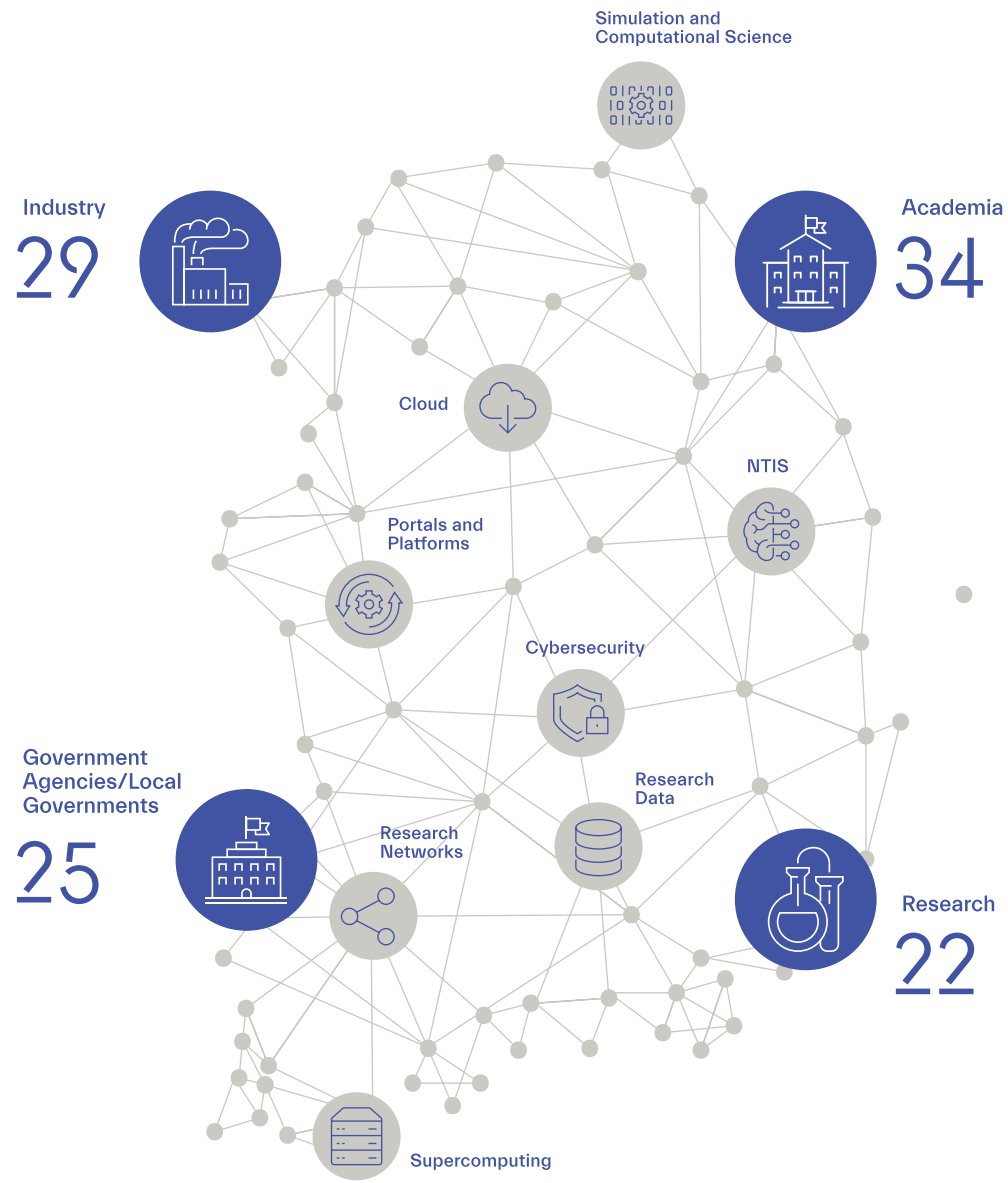 Simulation and
Computational Science
Industry
29
Academia
34
Cloud
NTIS
Portals and
Platforms
Cybersecurity
Government
Agencies/Local
Governments
25
Research
Data
Research
Networks
Research
22
Supercomputing